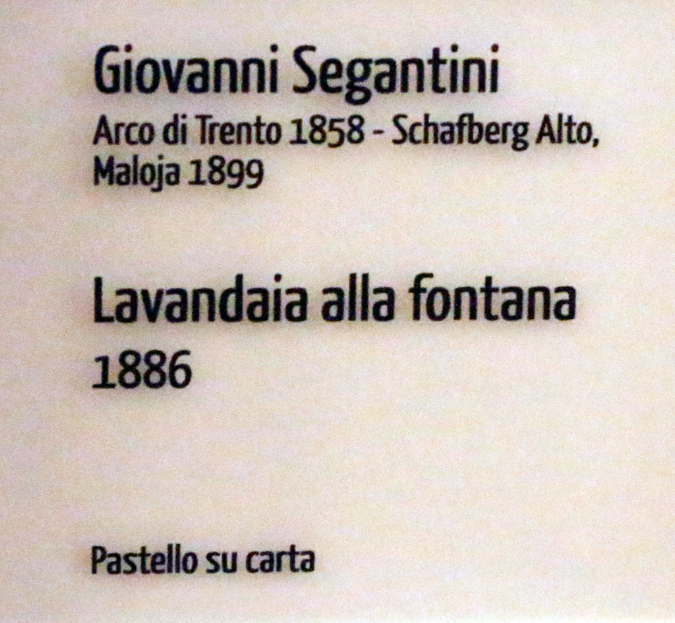 Giovanni Segantini
Arco di Trento 1858 - Schafberg Alto,
Maloja 1899
Lavandaia alla fontana
1886
Pastello su carta